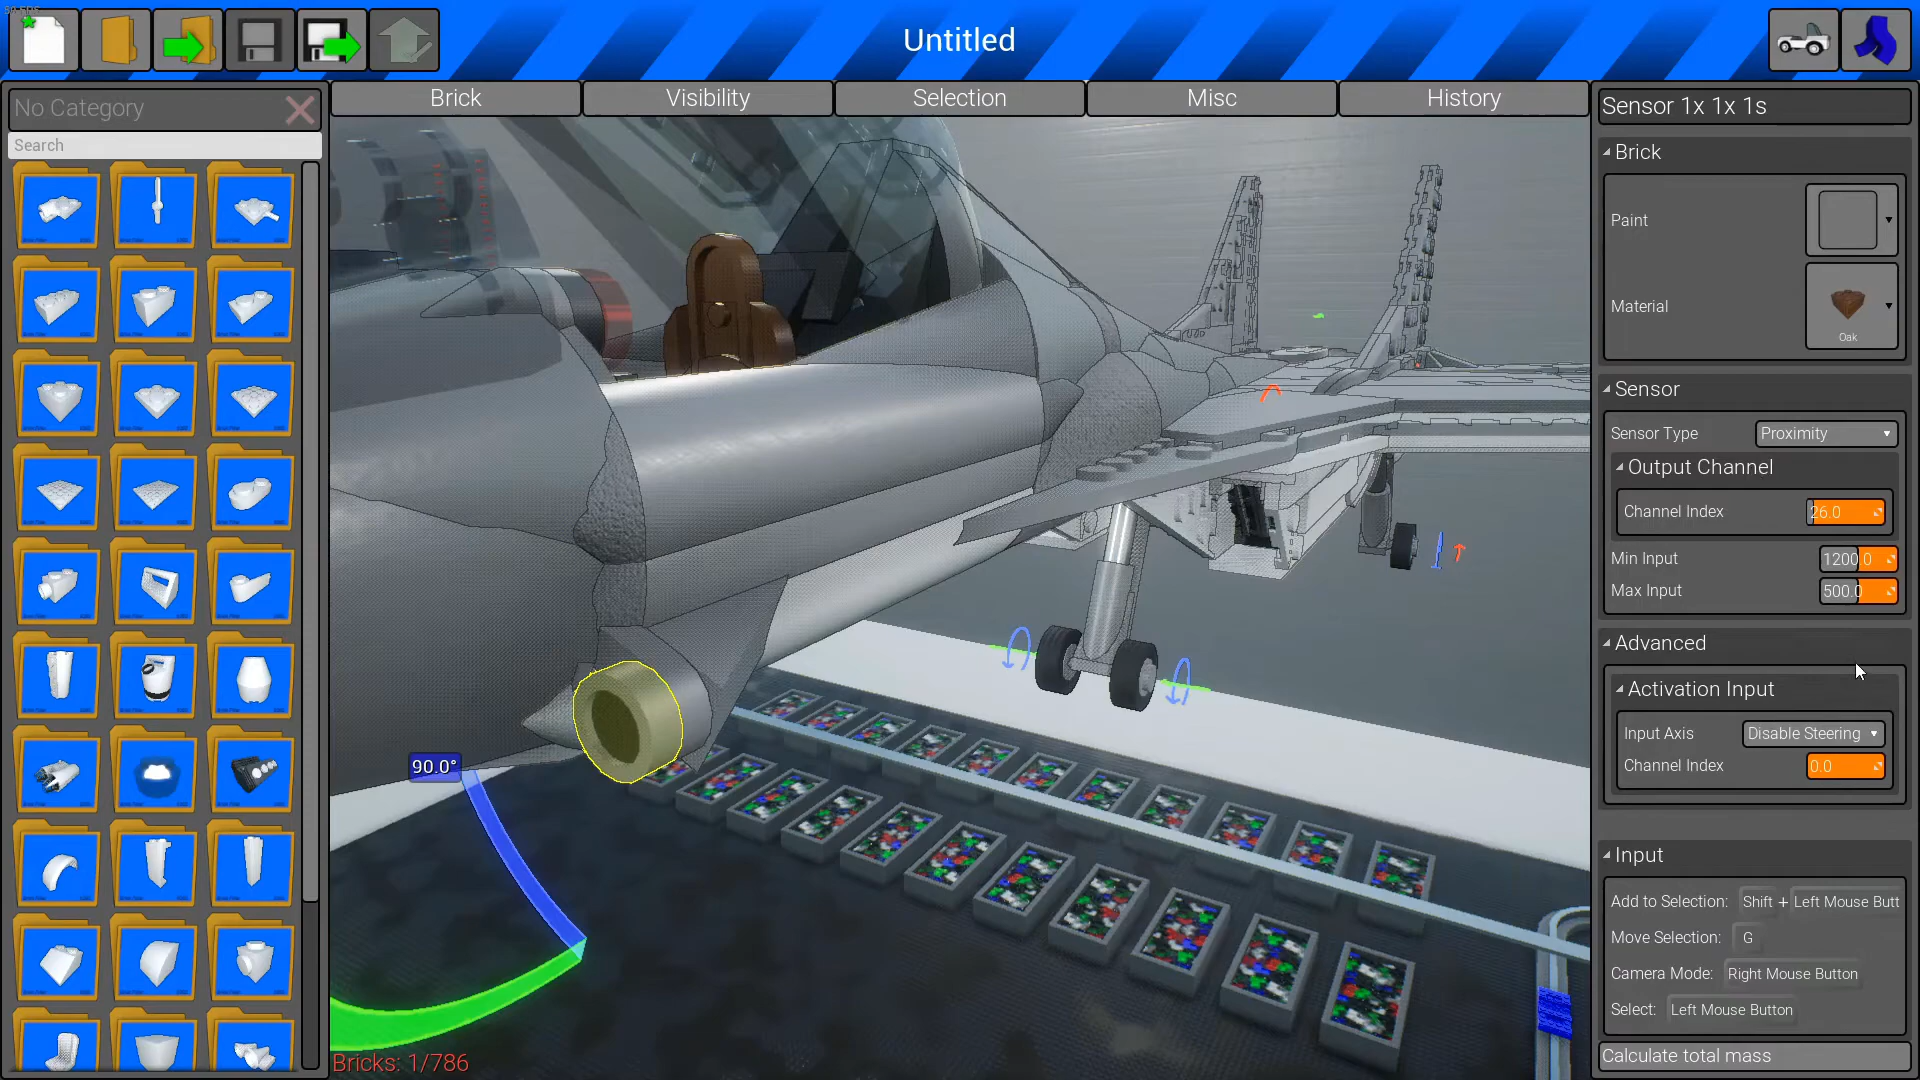 Untitled
No Category
Search
Brick
Visibility
Selection
Misc
History
90.0°
Bricks: 1/786
Sensor 1x 1x 1s
Brick
Paint
Material
Oak
Sensor
Sensor Type
Proximity
Output Channel
Channel Index
26.0
Min Input
1200.0
Max Input
500.0
Advanced
Activation Input
Input Axis
Disable Steering
Channel Index
0.0
Input
Add to Selection: Shift + Left Mouse Butt
Move Selection: G
Camera Mode: Right Mouse Button
Select: Left Mouse Button
Calculate total mass